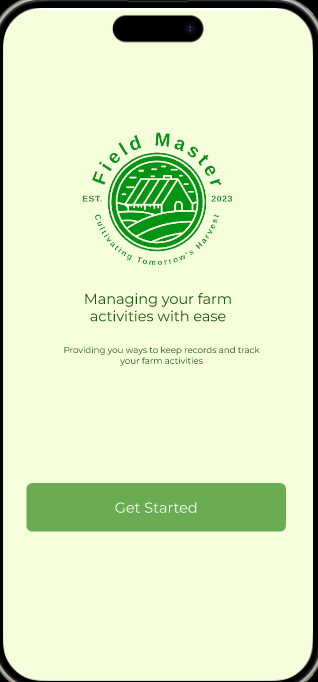 Field Master
EST. 2023
Cultivating Tomorrow's Harvest
Managing your farm
activities with ease
Providing you ways to keep records and track
your farm activities
Get Started